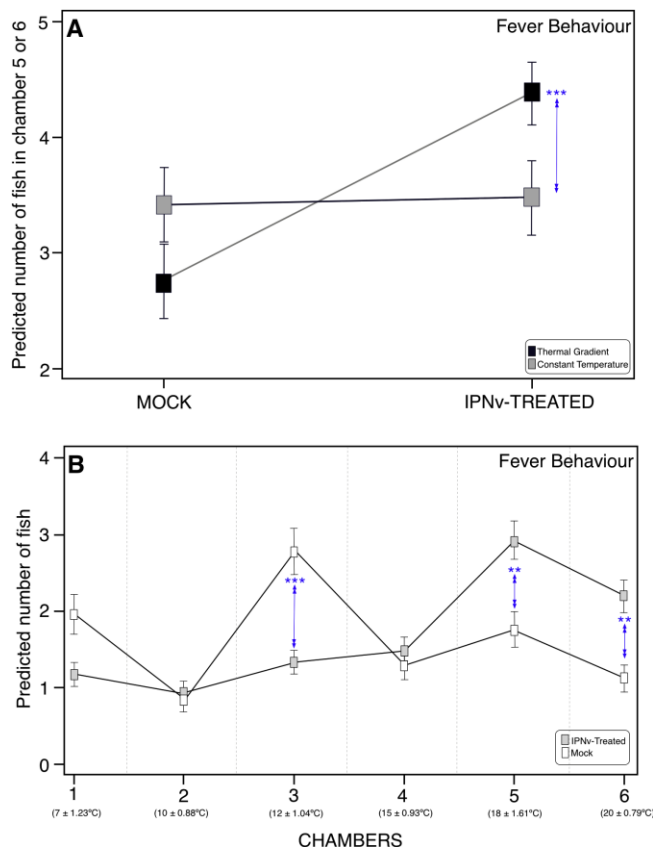 A
Fever Behaviour
Predicted number of fish in chamber 5 or 6
5
4
3
2
***
Thermal Gradient
Constant Temperature
MOCK
IPNv-TREATED
B
Fever Behaviour
Predicted number of fish
4
3
2
1
0
***
**
**
IPNv-Treated
Mock
1 2 3 4 5 6
(7 ± 1.23ºC) (10 ± 0.88ºC) (12 ± 1.04ºC) (15 ± 0.93ºC) (18 ± 1.61ºC) (20 ± 0.79ºC)
CHAMBERS